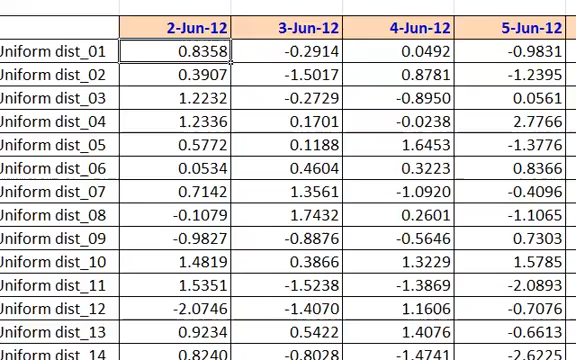 2-Jun-12 3-Jun-12 4-Jun-12 5-Jun-12
Uniform dist_01 0.8358 -0.2914 0.0492 -0.9831
Uniform dist_02 0.3907 -1.5017 0.8781 -1.2395
Uniform dist_03 1.2232 -0.2729 -0.8950 0.0561
Uniform dist_04 1.2336 0.1701 -0.0238 2.7766
Uniform dist_05 0.5772 0.1188 1.6453 -1.3776
Uniform dist_06 0.0534 0.4604 0.3223 0.8366
Uniform dist_07 0.7142 1.3561 -1.0920 -0.4096
Uniform dist_08 -0.1079 1.7432 0.2601 -1.1065
Uniform dist_09 -0.9827 -0.8876 -0.5646 0.7303
Uniform dist_10 1.4819 0.3866 1.3229 1.5785
Uniform dist_11 1.5351 -1.5238 -1.3869 -2.0893
Uniform dist_12 -2.0746 -1.4070 1.1606 -0.7076
Uniform dist_13 0.9234 0.5422 1.4076 -0.6613
Uniform dist_14 0.8240 -0.8028 -1.4741 -2.6225